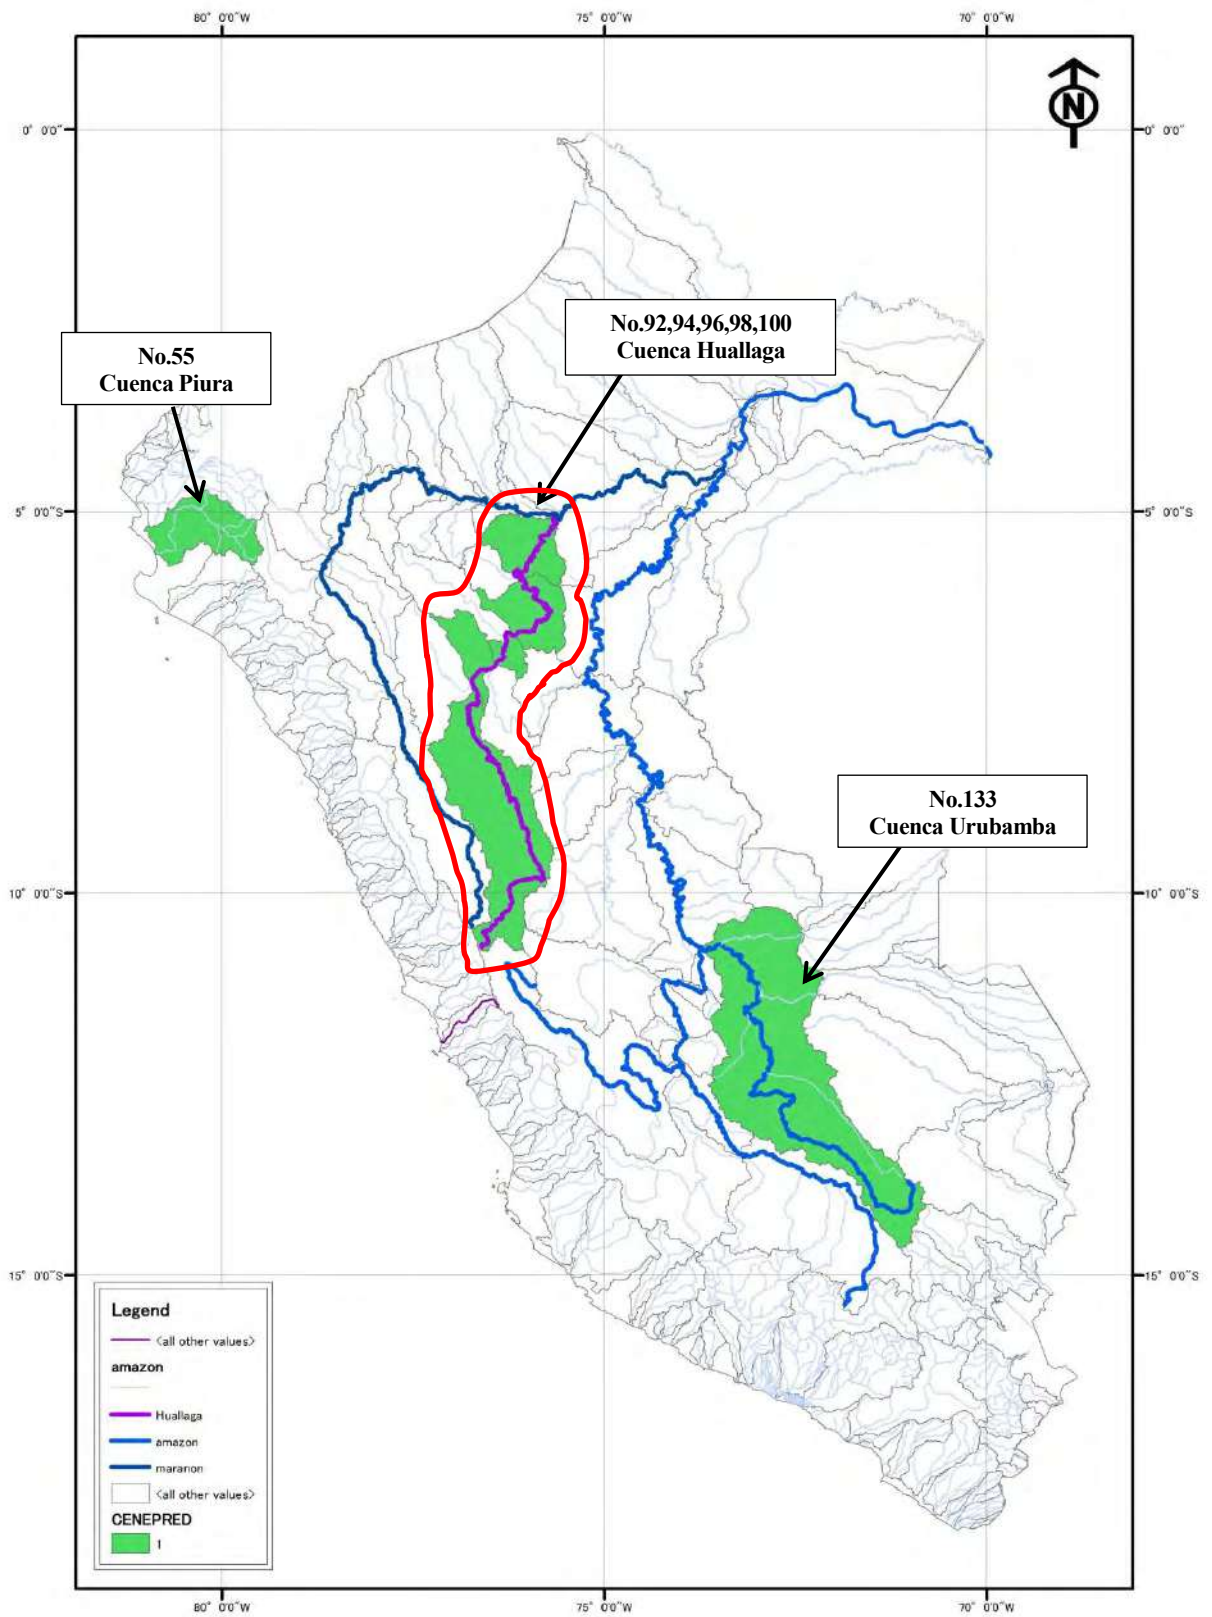 80° 0′0″W
75° 0′0″W
70° 0′0″W
N
0° 0′0″
0° 0′0″
No.92,94,96,98,100
Cuenca Huallaga
No.55
Cuenca Piura
5° 0′0″S
5° 0′0″S
No.133
Cuenca Urubamba
10° 0′0″S
10° 0′0″S
15° 0′0″S
15° 0′0″S
Legend
<all other values>
amazon
Huallaga
amazon
maranon
<all other values>
CENEPRED
1
80° 0′0″W
75° 0′0″W
70° 0′0″W